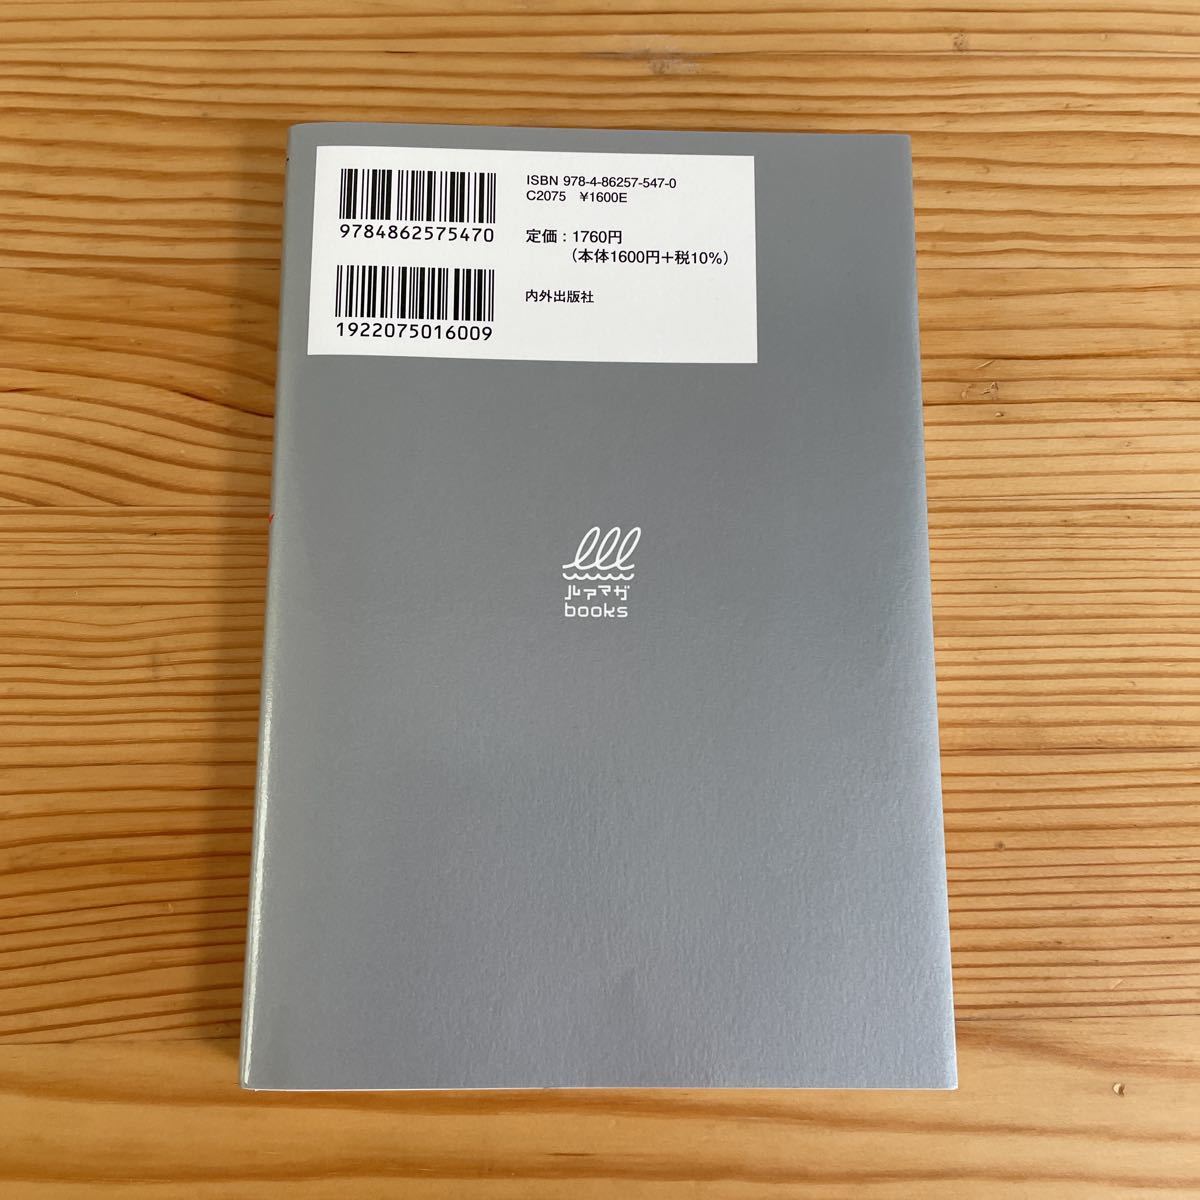 ISBN 978-4-86257-547-0
C2075 ¥1600E
9784862575470
定価:1760円
(本体1600円+税10%)
内外出版社
1922075016009
ルアマガ
books